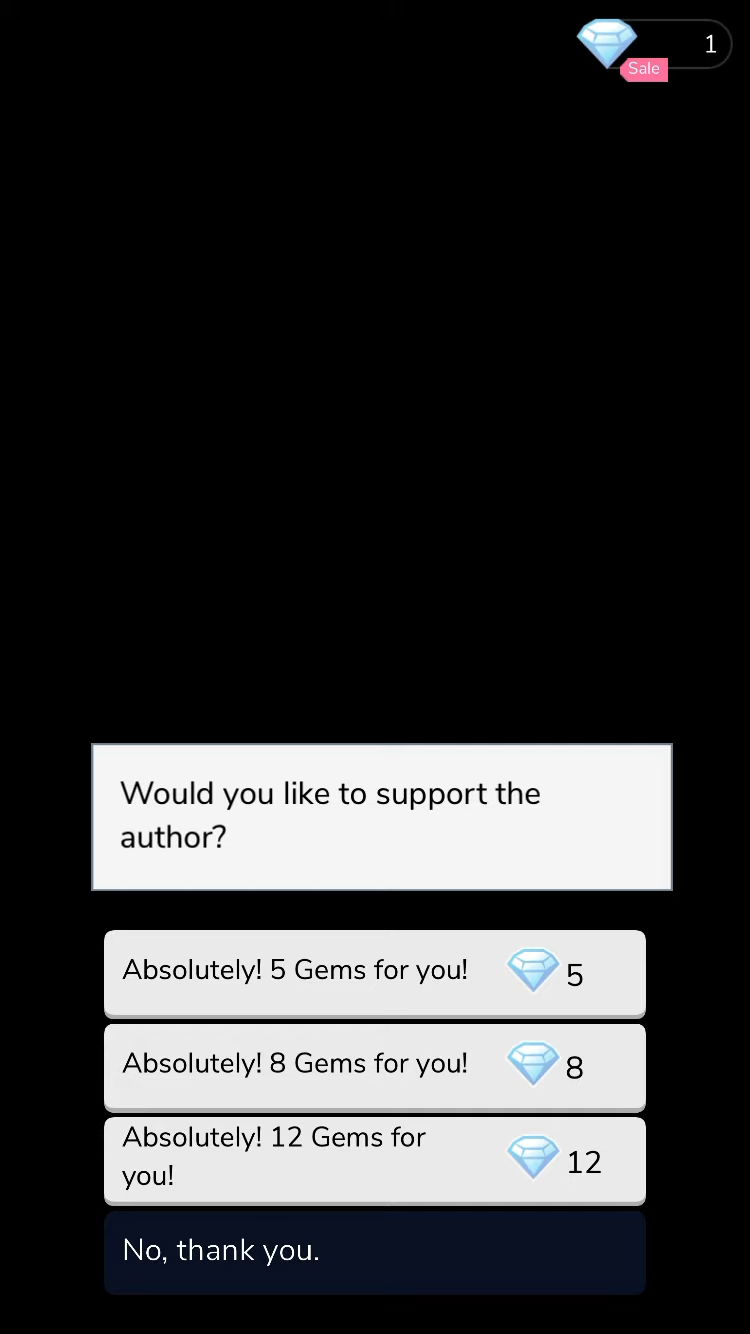 1
Sale
Would you like to support the
author?
Absolutely! 5 Gems for you! 5
Absolutely! 8 Gems for you! 8
Absolutely! 12 Gems for
you!
12
No, thank you.